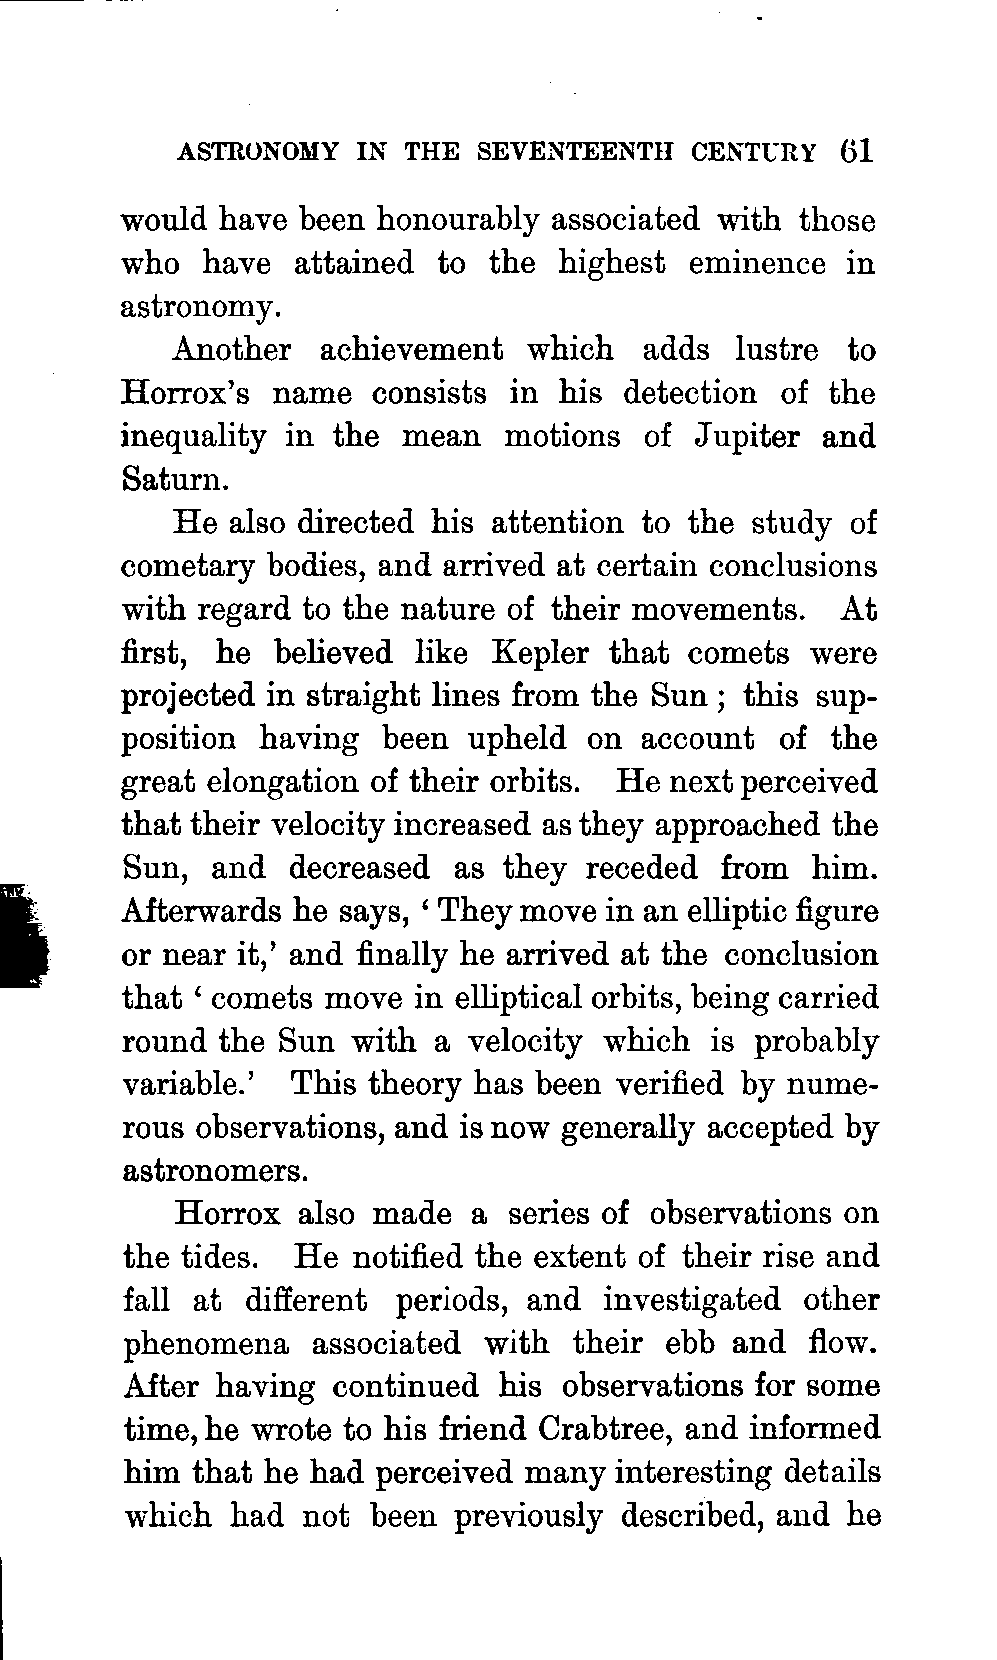 ASTRONOMY IN THE SEVENTEENTH CENTURY 61
would have been honourably associated with those
who have attained to the highest eminence in
astronomy.
Another achievement which adds lustre to
Horrox's name consists in his detection of the
inequality in the mean motions of Jupiter and
Saturn.
He also directed his attention to the study of
cometary bodies, and arrived at certain conclusions
with regard to the nature of their movements. At
first, he believed like Kepler that comets were
projected in straight lines from the Sun ; this sup-
position having been upheld on account of the
great elongation of their orbits. He next perceived
that their velocity increased as they approached the
Sun, and decreased as they receded from him.
Afterwards he says, ‘ They move in an elliptic figure
or near it,’ and finally he arrived at the conclusion
that ‘ comets move in elliptical orbits, being carried
round the Sun with a velocity which is probably
variable.’ This theory has been verified by nume-
rous observations, and is now generally accepted by
astronomers.
Horrox also made a series of observations on
the tides. He notified the extent of their rise and
fall at different periods, and investigated other
phenomena associated with their ebb and flow.
After having continued his observations for some
time, he wrote to his friend Crabtree, and informed
him that he had perceived many interesting details
which had not been previously described, and he